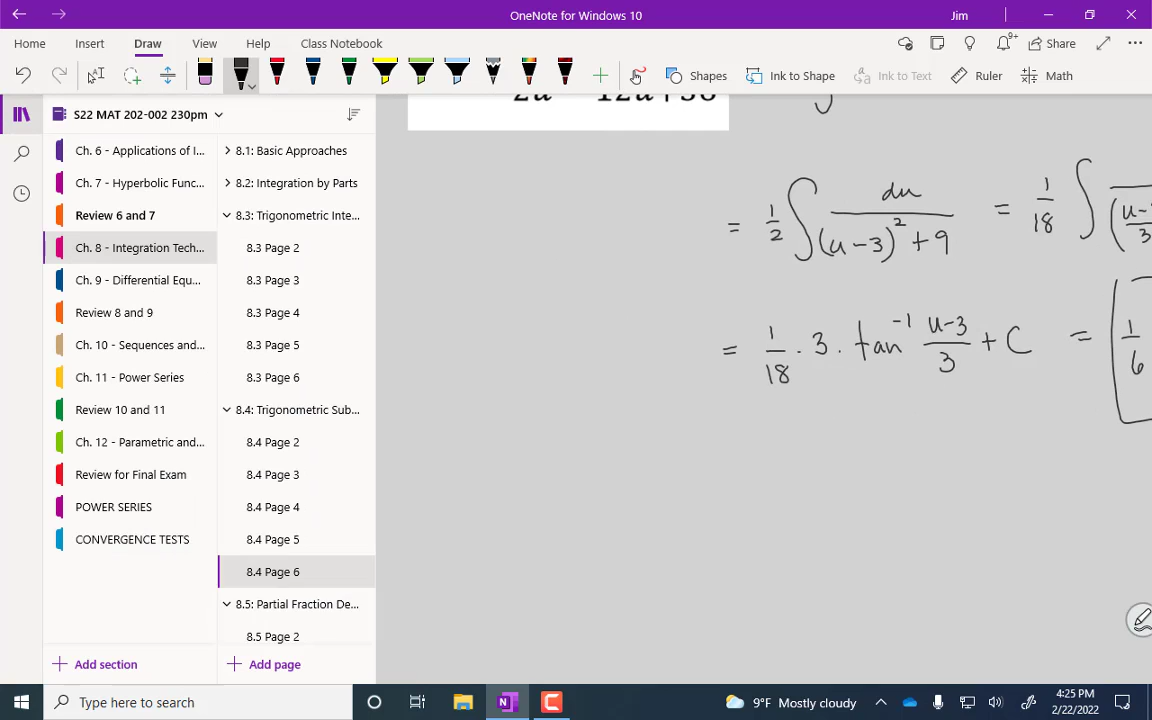 OneNote for Windows 10
Jim
Home Insert Draw View Help Class Notebook
Share
Shapes Ink to Shape Ink to Text Ruler Math
S22 MAT 202-002 230pm
Ch. 6 - Applications of I...
Ch. 7 - Hyperbolic Func...
Review 6 and 7
Ch. 8 - Integration Tech...
Ch. 9 - Differential Equ...
Review 8 and 9
Ch. 10 - Sequences and...
Ch. 11 - Power Series
Review 10 and 11
Ch. 12 - Parametric and...
Review for Final Exam
POWER SERIES
CONVERGENCE TESTS
Add section
8.1: Basic Approaches
8.2: Integration by Parts
8.3: Trigonometric Inte...
8.3 Page 2
8.3 Page 3
8.3 Page 4
8.3 Page 5
8.3 Page 6
8.4: Trigonometric Sub...
8.4 Page 2
8.4 Page 3
8.4 Page 4
8.4 Page 5
8.4 Page 6
8.5: Partial Fraction De...
8.5 Page 2
Add page
= 1/2 ∫ du/((u-3)² + 9) = 1/18 ∫
= 1/18 · 3 · tan⁻¹ (u-3)/3 + C = 1/6
Type here to search
9°F Mostly cloudy
4:25 PM
2/22/2022